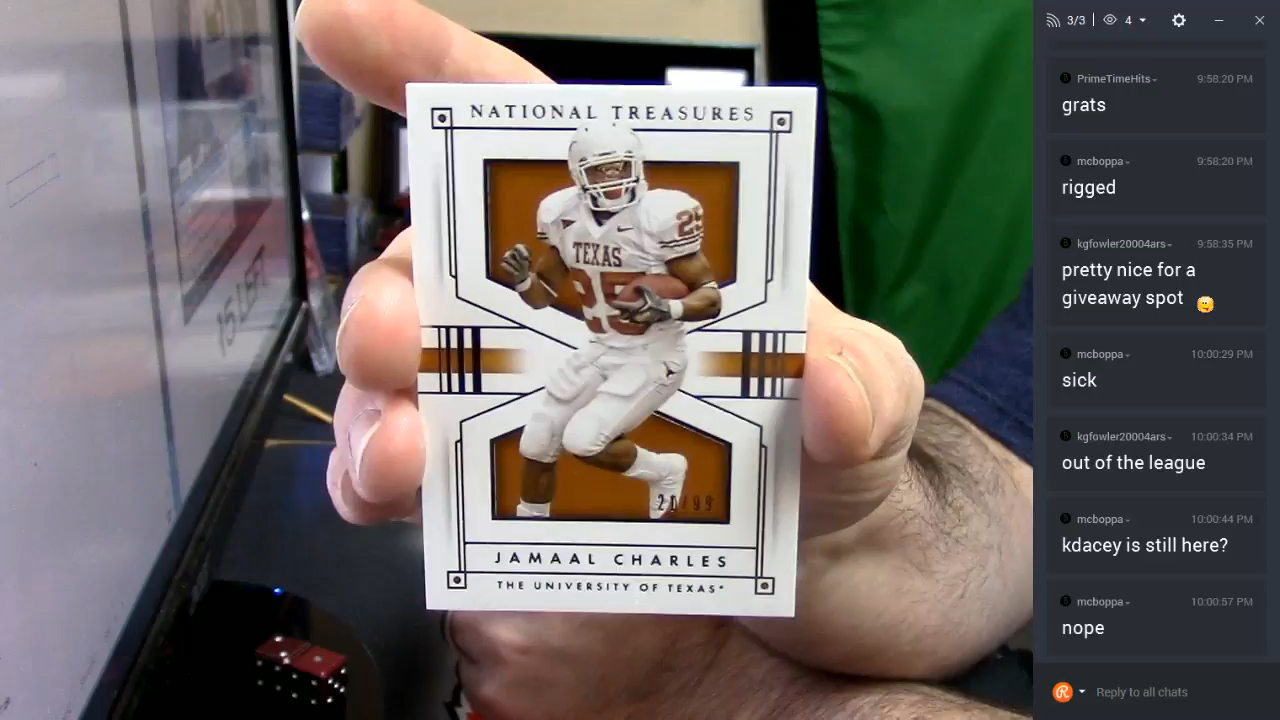 NATIONAL TREASURES
25
TEXAS
25
JAMAAL CHARLES
THE UNIVERSITY OF TEXAS
15 LEFT
3/3
4
PrimeTimeHits
9:58:20 PM
grats
mcboppa
9:58:20 PM
rigged
kgfowler20004ars
9:58:35 PM
pretty nice for a
giveaway spot
mcboppa
10:00:29 PM
sick
kgfowler20004ars
10:00:34 PM
out of the league
mcboppa
10:00:44 PM
kdacey is still here?
mcboppa
10:00:57 PM
nope
Reply to all chats